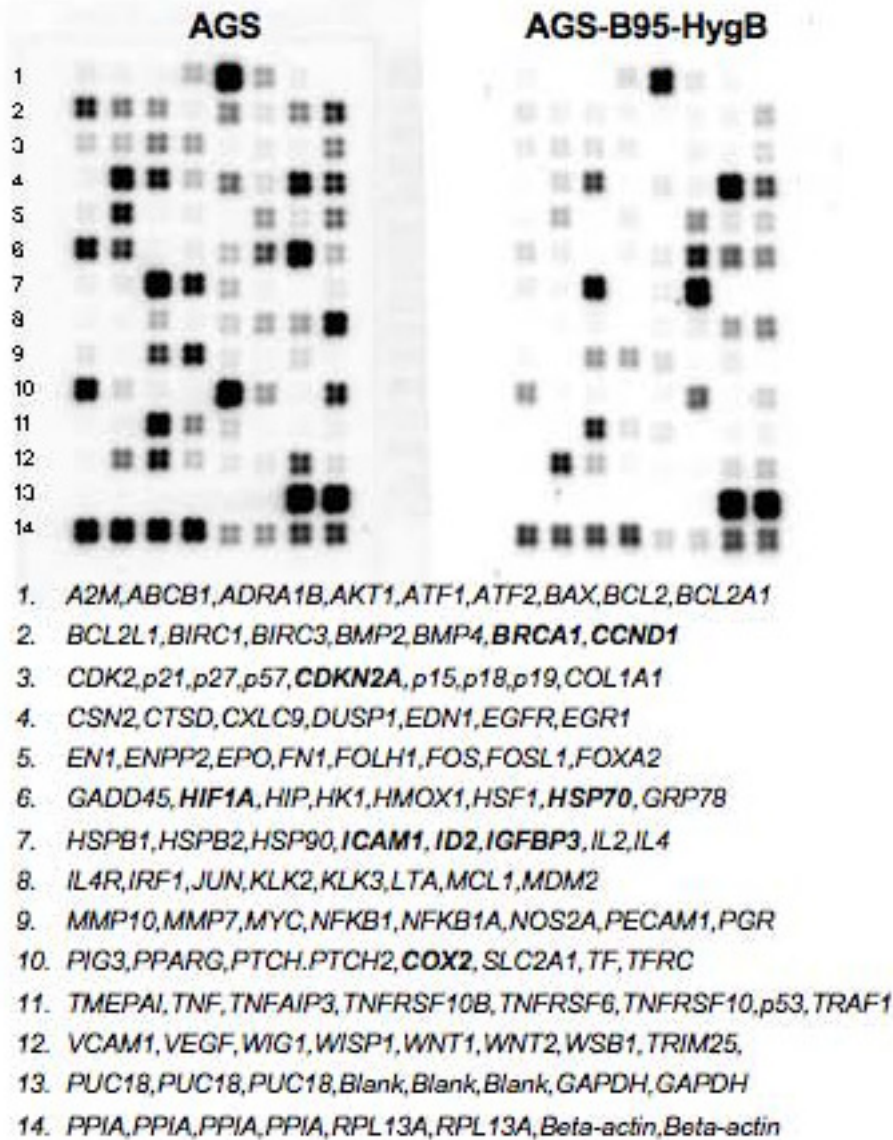 AGS AGS-B95-HygB
1
2
3
4
5
6
7
8
9
10
11
12
13
14
1. A2M,ABCB1,ADRA1B,AKT1,ATF1,ATF2,BAX,BCL2,BCL2A1
2. BCL2L1,BIRC1,BIRC3,BMP2,BMP4,BRCA1,CCND1
3. CDK2,p21,p27,p57,CDKN2A,p15,p18,p19,COL1A1
4. CSN2,CTSD,CXLC9,DUSP1,EDN1,EGFR,EGR1
5. EN1,ENPP2,EPO,FN1,FOLH1,FOS,FOSL1,FOXA2
6. GADD45,HIF1A,HIP,HK1,HMOX1,HSF1,HSP70,GRP78
7. HSPB1,HSPB2,HSP90,ICAM1,ID2,IGFBP3,IL2,IL4
8. IL4R,IRF1,JUN,KLK2,KLK3,LTA,MCL1,MDM2
9. MMP10,MMP7,MYC,NFKB1,NFKB1A,NOS2A,PECAM1,PGR
10. PIG3,PPARG,PTCH.PTCH2,COX2,SLC2A1,TF,TFRC
11. TMEPAI,TNF,TNFAIP3,TNFRSF10B,TNFRSF6,TNFRSF10,p53,TRAF1
12. VCAM1,VEGF,WIG1,WISP1,WNT1,WNT2,WSB1,TRIM25,
13. PUC18,PUC18,PUC18,Blank,Blank,Blank,GAPDH,GAPDH
14. PPIA,PPIA,PPIA,PPIA,RPL13A,RPL13A,Beta-actin,Beta-actin